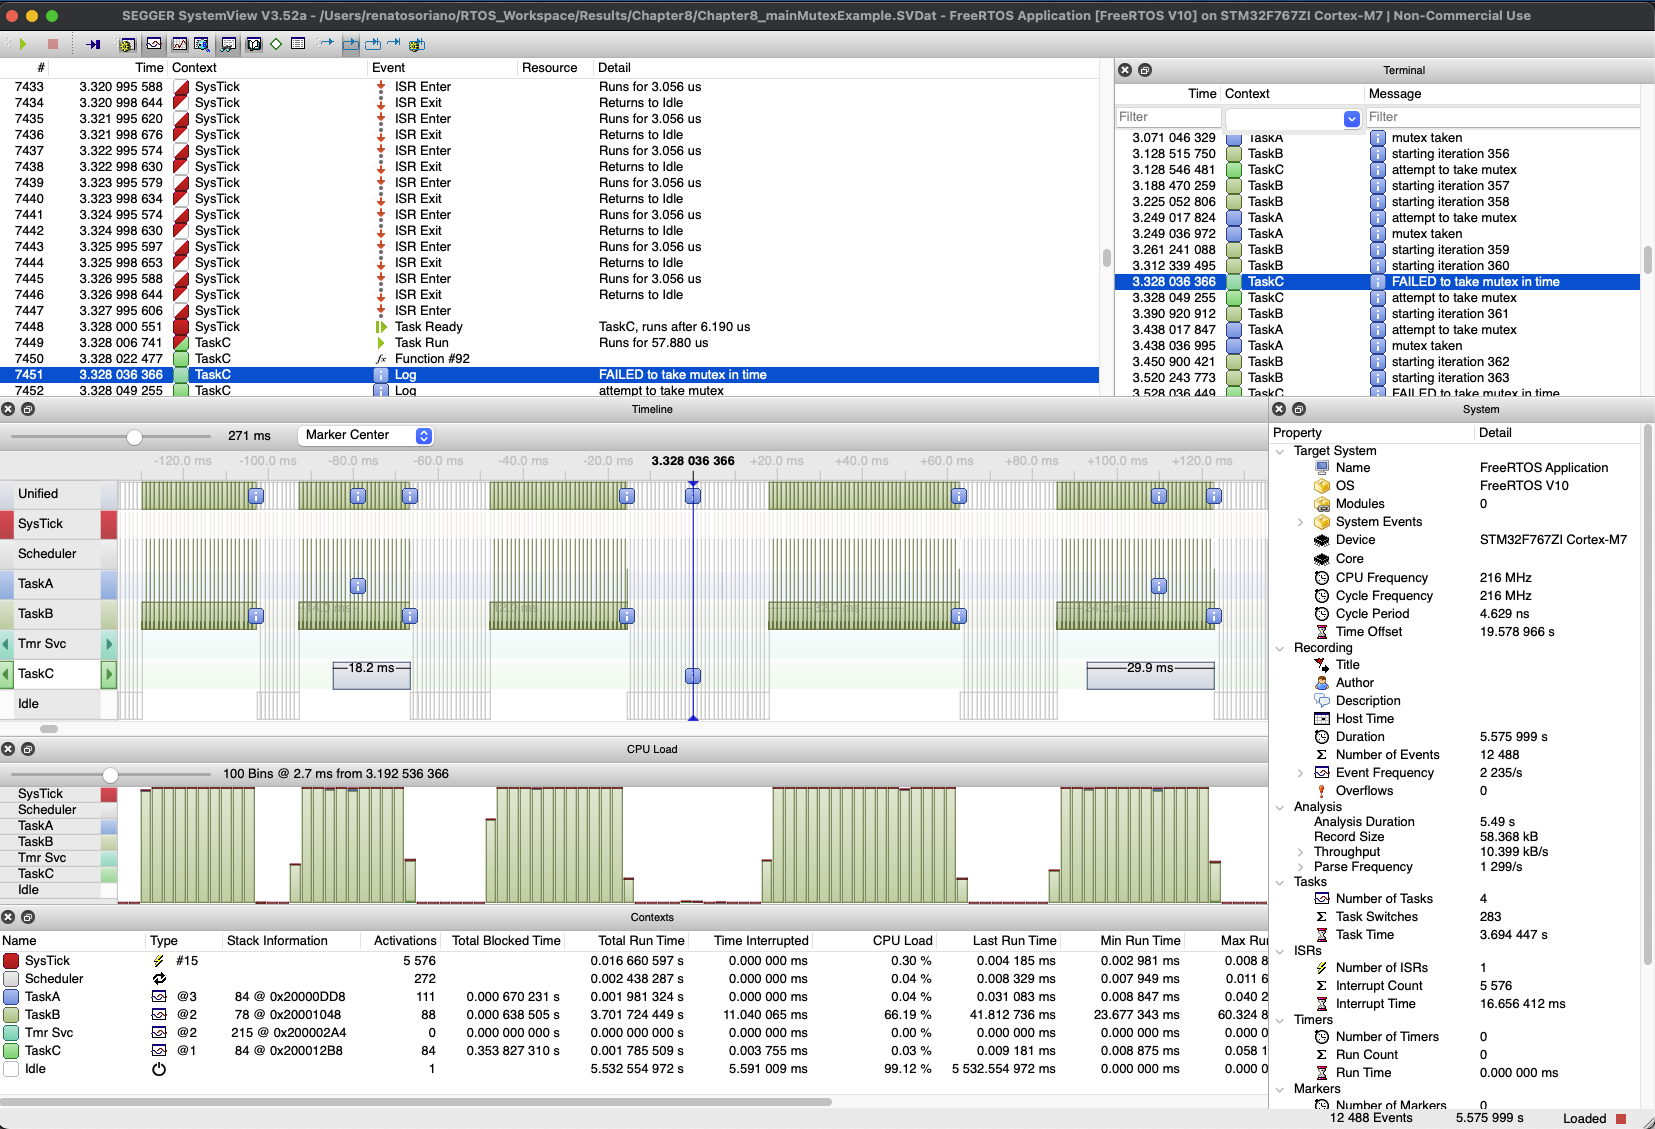 SEGGER SystemView V3.52a - /Users/renatosoriano/RTOS_Workspace/Results/Chapter8/Chapter8_mainMutexExample.SVDat - FreeRTOS Application [FreeRTOS V10] on STM32F767ZI Cortex-M7 | Non-Commercial Use
# Time Context Event Resource Detail
7433 3.320 995 588 SysTick ISR Enter Runs for 3.056 us
7434 3.320 998 644 SysTick ISR Exit Returns to Idle
7435 3.321 995 620 SysTick ISR Enter Runs for 3.056 us
7436 3.321 998 676 SysTick ISR Exit Returns to Idle
7437 3.322 995 574 SysTick ISR Enter Runs for 3.056 us
7438 3.322 998 630 SysTick ISR Exit Returns to Idle
7439 3.323 995 579 SysTick ISR Enter Runs for 3.056 us
7440 3.323 998 634 SysTick ISR Exit Returns to Idle
7441 3.324 995 574 SysTick ISR Enter Runs for 3.056 us
7442 3.324 998 630 SysTick ISR Exit Returns to Idle
7443 3.325 995 597 SysTick ISR Enter Runs for 3.056 us
7444 3.325 998 653 SysTick ISR Exit Returns to Idle
7445 3.326 995 588 SysTick ISR Enter Runs for 3.056 us
7446 3.326 998 644 SysTick ISR Exit Returns to Idle
7447 3.327 995 606 SysTick ISR Enter
7448 3.328 000 551 SysTick Task Ready TaskC, runs after 6.190 us
7449 3.328 006 741 TaskC Task Run Runs for 57.880 us
7450 3.328 022 477 TaskC fx Function #92
7451 3.328 036 366 TaskC Log FAILED to take mutex in time
7452 3.328 049 255 TaskC Log attempt to take mutex
Terminal
Time Context Message
Filter Filter
3.071 046 329 TaskA mutex taken
3.128 515 750 TaskB starting iteration 356
3.128 546 481 TaskC attempt to take mutex
3.188 470 259 TaskB starting iteration 357
3.225 052 806 TaskB starting iteration 358
3.249 017 824 TaskA attempt to take mutex
3.249 036 972 TaskA mutex taken
3.261 241 088 TaskB starting iteration 359
3.312 339 495 TaskB starting iteration 360
3.328 036 366 TaskC FAILED to take mutex in time
3.328 049 255 TaskC attempt to take mutex
3.390 920 912 TaskB starting iteration 361
3.438 017 847 TaskA attempt to take mutex
3.438 036 995 TaskA mutex taken
3.450 900 421 TaskB starting iteration 362
3.520 243 773 TaskB starting iteration 363
3.528 036 449 TaskC FAILED to take mutex in time
Timeline
271 ms Marker Center
-120.0 ms -100.0 ms -80.0 ms -60.0 ms -40.0 ms -20.0 ms 3.328 036 366 +20.0 ms +40.0 ms +60.0 ms +80.0 ms +100.0 ms +120.0 ms
Unified
SysTick
Scheduler
TaskA
TaskB
Tmr Svc
TaskC 18.2 ms 29.9 ms
Idle
CPU Load
100 Bins @ 2.7 ms from 3.192 536 366
SysTick
Scheduler
TaskA
TaskB
Tmr Svc
TaskC
Idle
Contexts
Name Type Stack Information Activations Total Blocked Time Total Run Time Time Interrupted CPU Load Last Run Time Min Run Time Max Ru
SysTick #15 5 576 0.016 660 597 s 0.000 000 ms 0.30 % 0.004 185 ms 0.002 981 ms 0.008 8
Scheduler 272 0.002 438 287 s 0.000 000 ms 0.04 % 0.008 329 ms 0.007 949 ms 0.011 6
TaskA @3 84 @ 0x20000DD8 111 0.000 670 231 s 0.001 981 324 s 0.000 000 ms 0.04 % 0.031 083 ms 0.008 847 ms 0.040 2
TaskB @2 78 @ 0x20001048 88 0.000 638 505 s 3.701 724 449 s 11.040 065 ms 66.19 % 41.812 736 ms 23.677 343 ms 60.324 8
Tmr Svc @2 215 @ 0x200002A4 0 0.000 000 000 s 0.000 000 000 s 0.000 000 ms 0.00 % 0.000 000 ms 0.000 000 ms 0.000 0
TaskC @1 84 @ 0x200012B8 84 0.353 827 310 s 0.001 785 509 s 0.003 755 ms 0.03 % 0.009 181 ms 0.008 875 ms 0.058 1
Idle 1 5.532 554 972 s 5.591 009 ms 99.12 % 5 532.554 972 ms 0.000 000 ms 0.000 0
System
Property Detail
Target System
Name FreeRTOS Application
OS FreeRTOS V10
Modules 0
System Events
Device STM32F767ZI Cortex-M7
Core
CPU Frequency 216 MHz
Cycle Frequency 216 MHz
Cycle Period 4.629 ns
Time Offset 19.578 966 s
Recording
Title
Author
Description
Host Time
Duration 5.575 999 s
Number of Events 12 488
Event Frequency 2 235/s
Overflows 0
Analysis
Analysis Duration 5.49 s
Record Size 58.368 kB
Throughput 10.399 kB/s
Parse Frequency 1 299/s
Tasks
Number of Tasks 4
Task Switches 283
Task Time 3.694 447 s
ISRs
Number of ISRs 1
Interrupt Count 5 576
Interrupt Time 16.656 412 ms
Timers
Number of Timers 0
Run Count 0
Run Time 0.000 000 ms
Markers
Number of Markers 0
12 488 Events 5.575 999 s Loaded